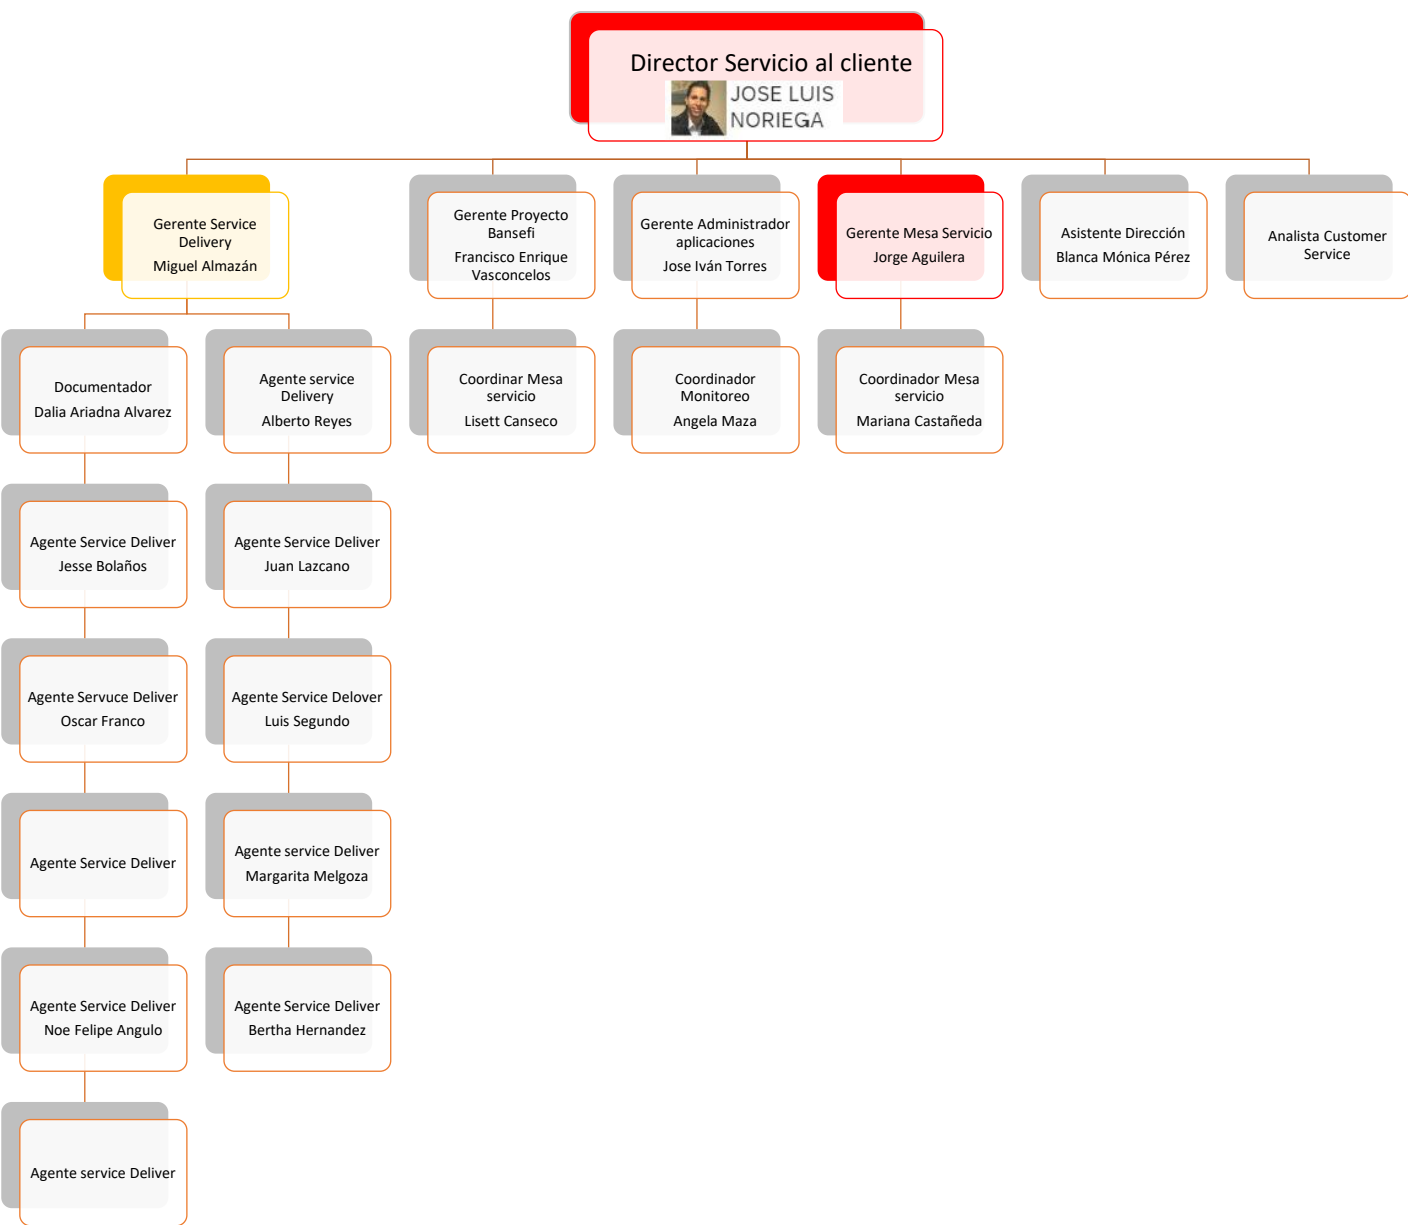 Director Servicio al cliente
JOSE LUIS
NORIEGA
Gerente Service
Delivery
Miguel Almazán
Gerente Proyecto
Bansefi
Francisco Enrique
Vasconcelos
Gerente Administrador
aplicaciones
Jose Iván Torres
Gerente Mesa Servicio
Jorge Aguilera
Asistente Dirección
Blanca Mónica Pérez
Analista Customer
Service
Documentador
Dalia Ariadna Alvarez
Agente service
Delivery
Alberto Reyes
Coordinar Mesa
servicio
Lisett Canseco
Coordinador
Monitoreo
Angela Maza
Coordinador Mesa
servicio
Mariana Castañeda
Agente Service Deliver
Jesse Bolaños
Agente Service Deliver
Juan Lazcano
Agente Servuce Deliver
Oscar Franco
Agente Service Delover
Luis Segundo
Agente Service Deliver
Agente service Deliver
Margarita Melgoza
Agente Service Deliver
Noe Felipe Angulo
Agente Service Deliver
Bertha Hernandez
Agente service Deliver